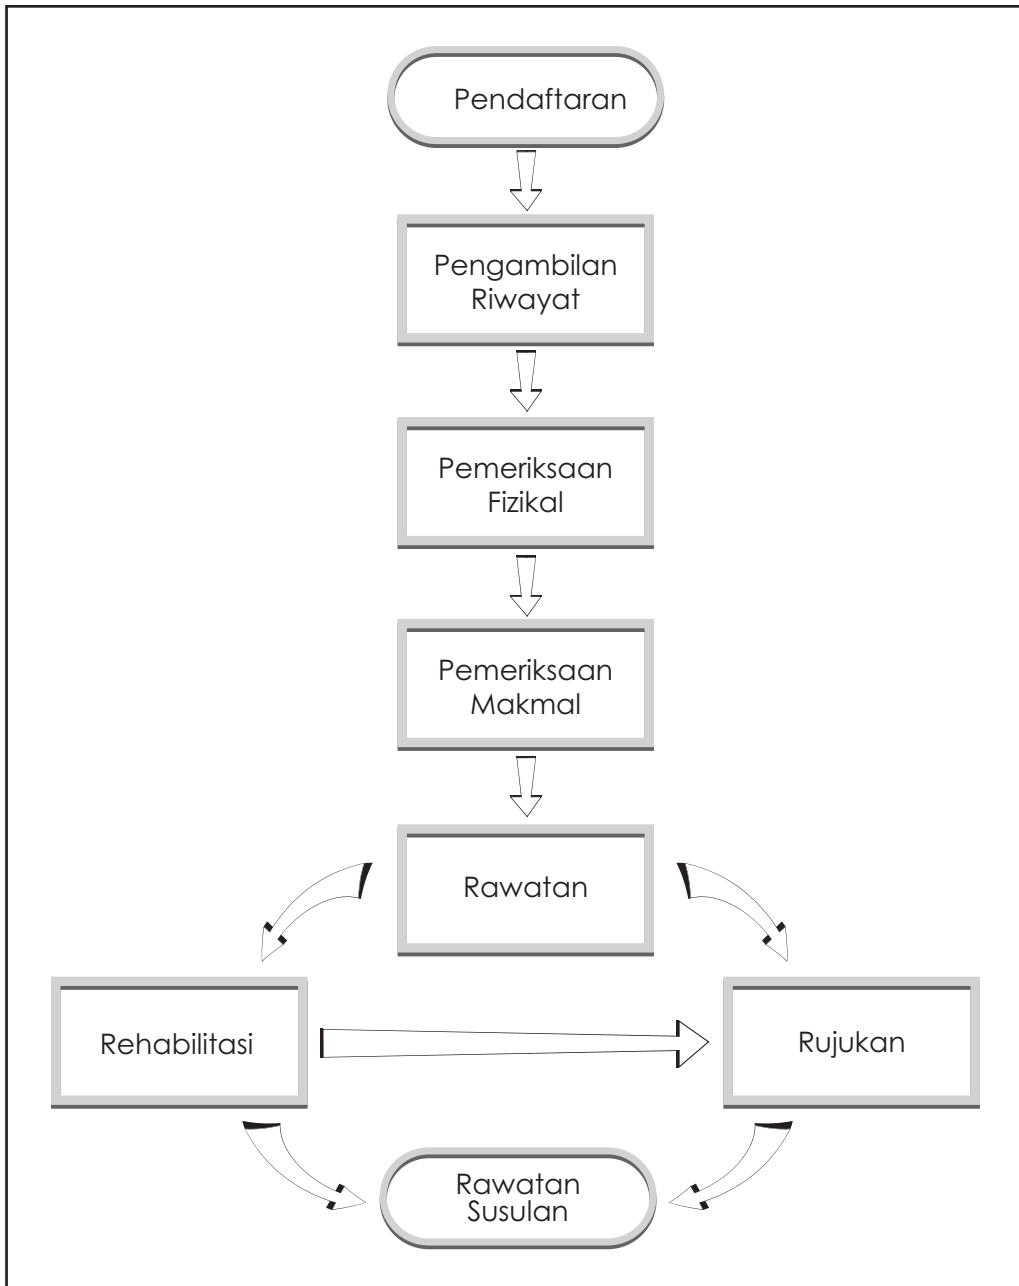 Pendaftaran
Pengambilan
Riwayat
Pemeriksaan
Fizikal
Pemeriksaan
Makmal
Rawatan
Rehabilitasi
Rujukan
Rawatan
Susulan